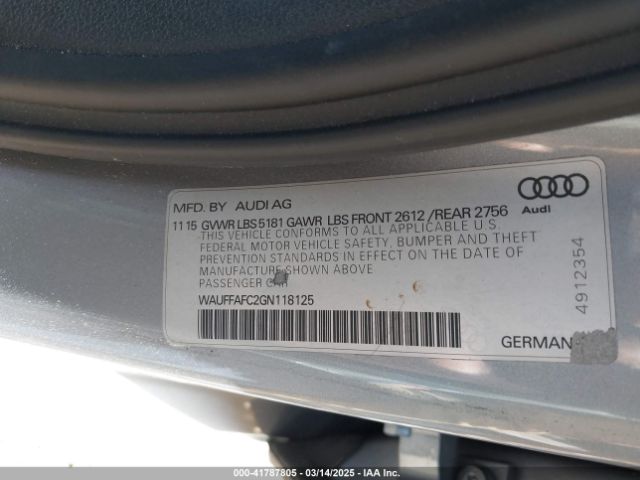 MFD. BY AUDI AG
11 15 GVWR LBS 5181 GAWR LBS FRONT 2612 / REAR 2756
THIS VEHICLE CONFORMS TO ALL APPLICABLE U.S.
FEDERAL MOTOR VEHICLE SAFETY, BUMPER AND THEFT
PREVENTION STANDARDS IN EFFECT ON THE DATE OF
MANUFACTURE SHOWN ABOVE
PASSENGER CAR
WAUFFAFC2GN118125
GERMAN
Audi
4912354
000-41787805 — 03/14/2025 — IAA Inc.